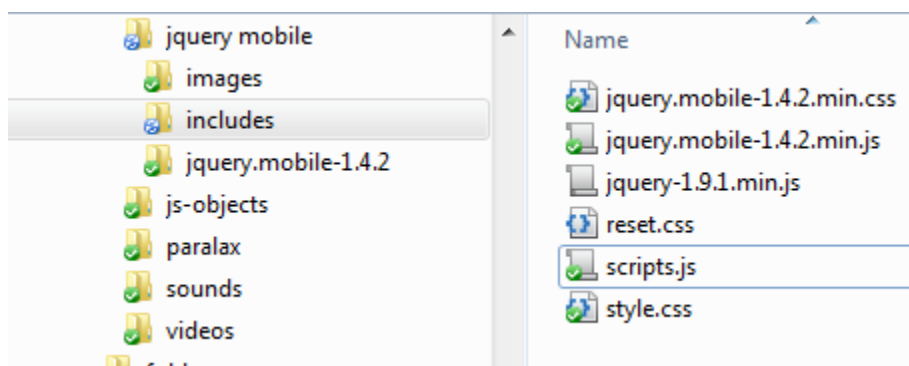 jquery mobile
images
includes
jquery.mobile-1.4.2
js-objects
paralax
sounds
videos
Name
jquery.mobile-1.4.2.min.css
jquery.mobile-1.4.2.min.js
jquery-1.9.1.min.js
reset.css
scripts.js
style.css